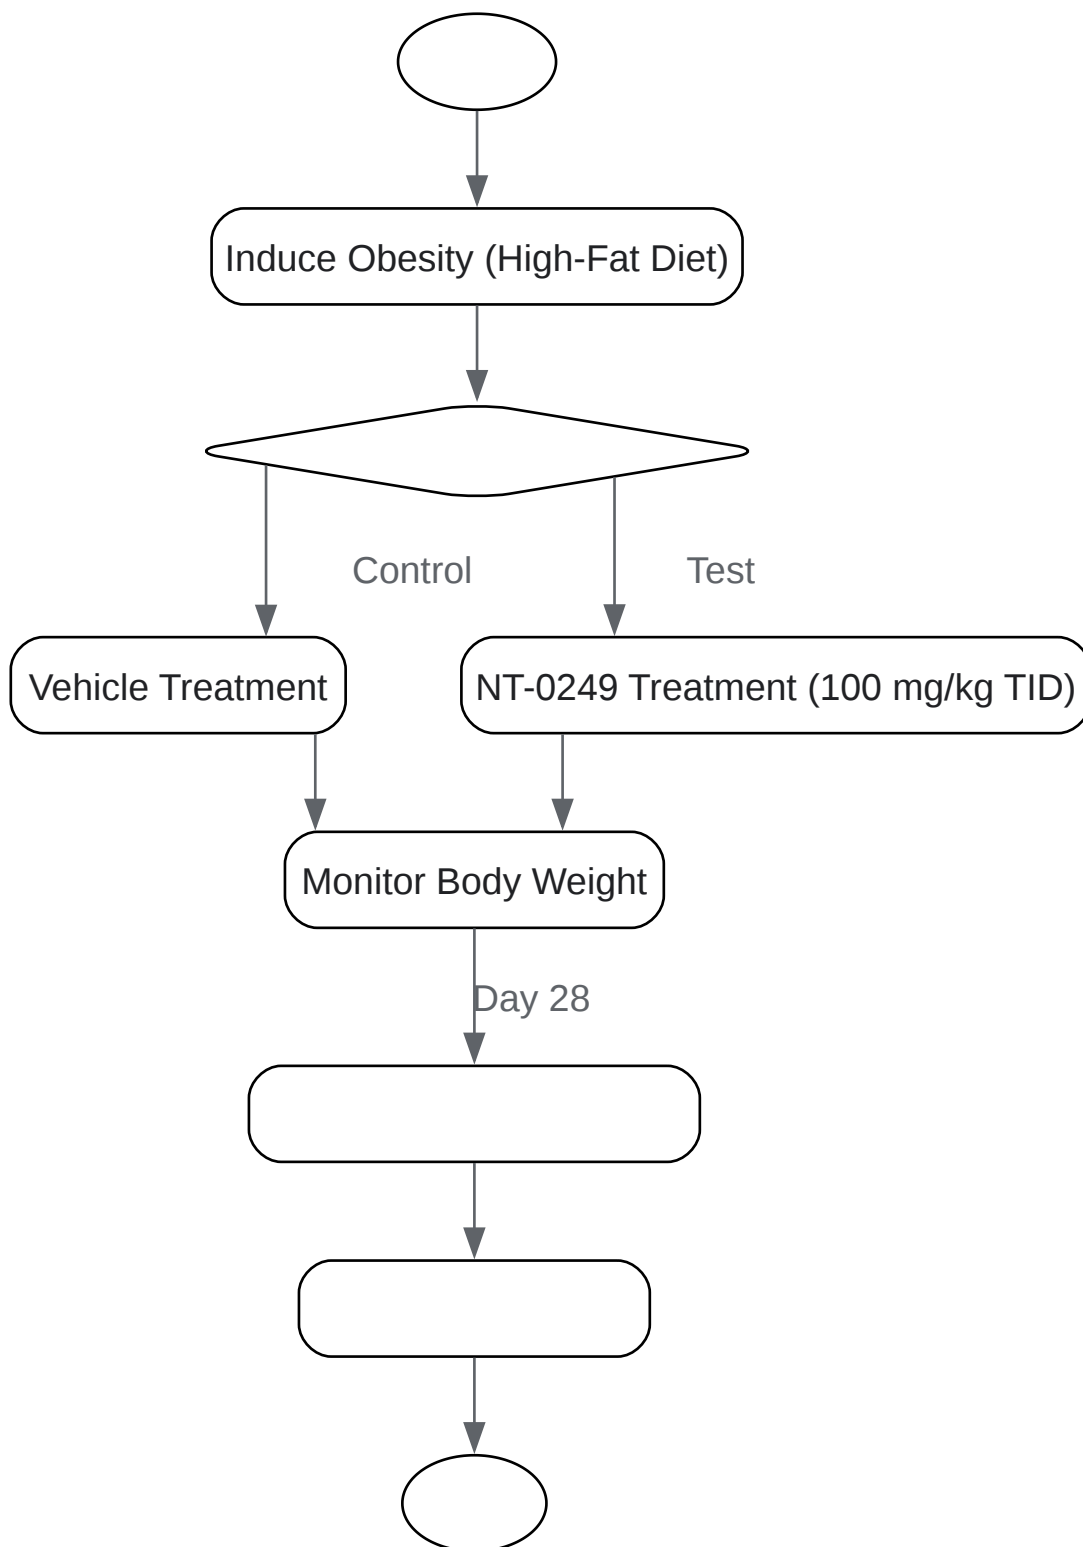 Induce Obesity (High-Fat Diet)
Control
Test
Vehicle Treatment
NT-0249 Treatment (100 mg/kg TID)
Monitor Body Weight
Day 28